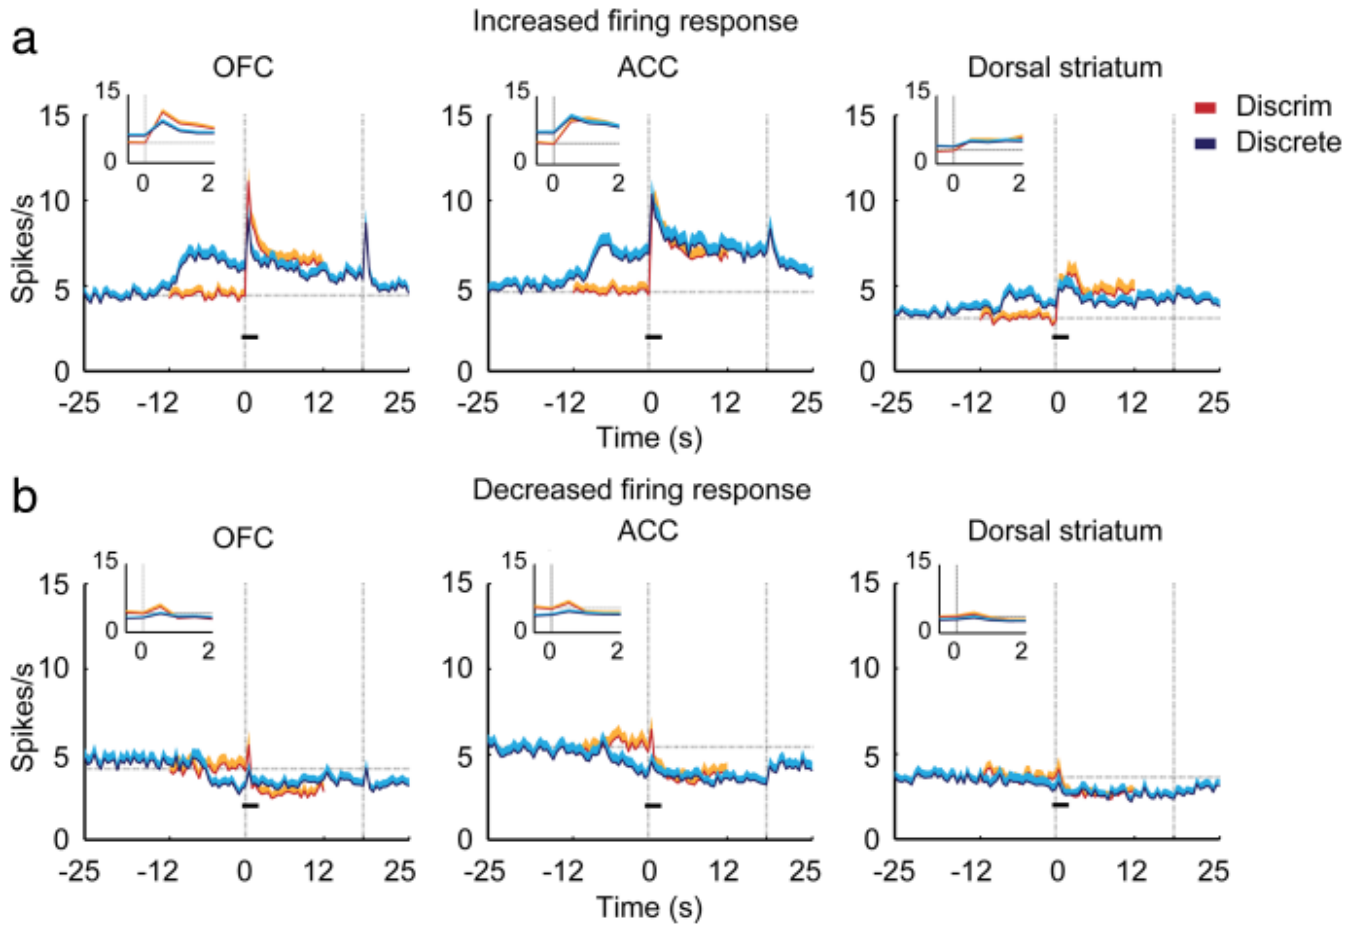 a
Increased firing response
OFC
ACC
Dorsal striatum
Discrim
Discrete
15
0
0 2
15
0
0 2
15
0
0 2
Spikes/s
15
10
5
0
15
10
5
0
15
10
5
0
-25 -12 0 12 25
-25 -12 0 12 25
-25 -12 0 12 25
Time (s)
b
Decreased firing response
OFC
ACC
Dorsal striatum
15
0
0 2
15
0
0 2
15
0
0 2
Spikes/s
15
10
5
0
15
10
5
0
15
10
5
0
-25 -12 0 12 25
-25 -12 0 12 25
-25 -12 0 12 25
Time (s)